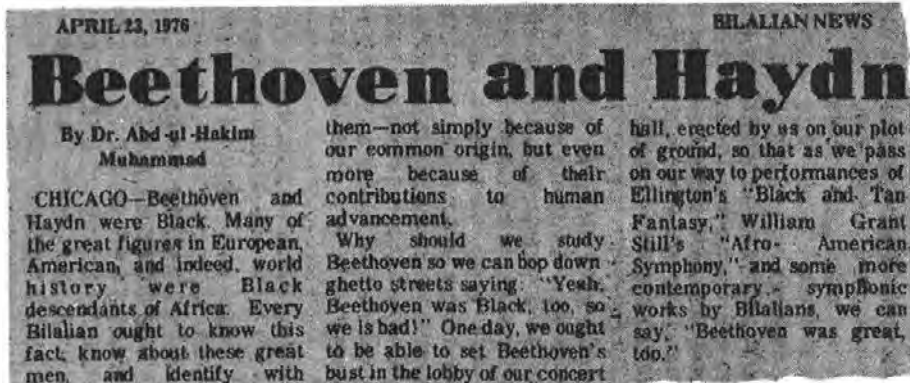 APRIL 23, 1976
BILALIAN NEWS
Beethoven and Haydn
By Dr. Abd-ul-Hakim
Muhammad
CHICAGO—Beethoven and
Haydn were Black. Many of
the great figures in European,
American, and indeed, world
history were Black
descendants of Africa. Every
Bilalian ought to know this
fact, know about these great
men, and identify with
them—not simply because of
our common origin, but even
more because of their
contributions to human
advancement.
Why should we study
Beethoven so we can bop down
ghetto streets saying: "Yeah,
Beethoven was Black, too, so
we is bad!" One day, we ought
to be able to set Beethoven's
bust in the lobby of our concert
hall, erected by us on our plot
of ground, so that as we pass
on our way to performances of
Ellington's "Black and Tan
Fantasy," William Grant
Still's "Afro- American
Symphony," and some more
contemporary symphonic
works by Bilalians, we can
say, "Beethoven was great,
too."